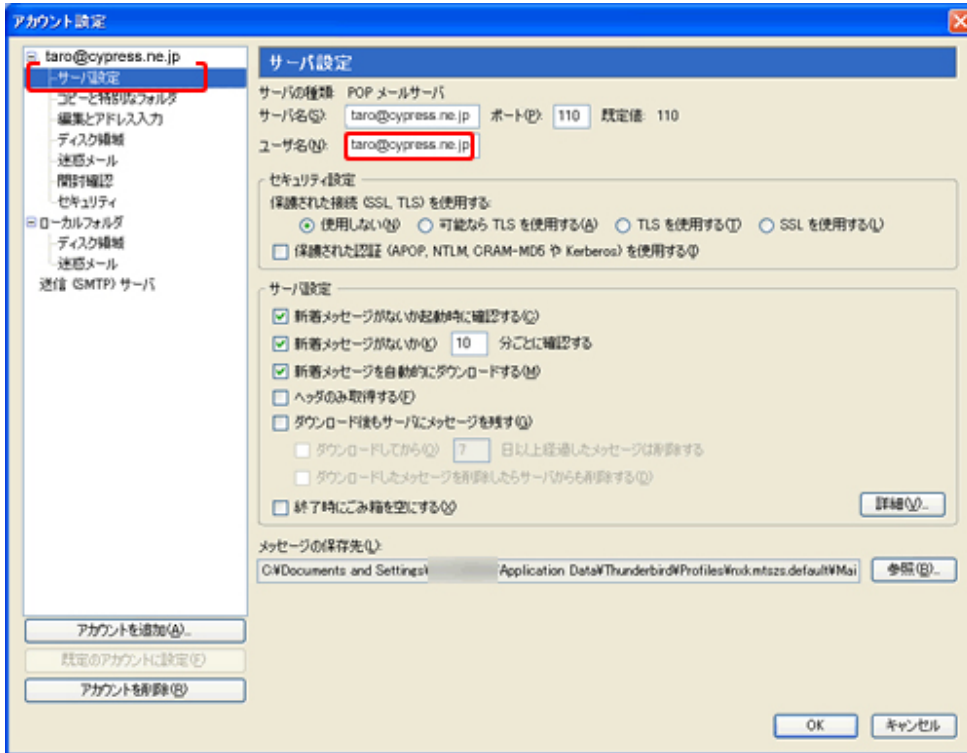 アカウント設定
taro@cypress.ne.jp
サーバ設定
コピーと特別なフォルダ
編集とアドレス入力
ディスク領域
迷惑メール
開封確認
セキュリティ
ローカルフォルダ
ディスク領域
迷惑メール
送信 (SMTP) サーバ
アカウントを追加(A)...
既定のアカウントに設定(F)
アカウントを削除(R)
サーバ設定
サーバの種類: POP メールサーバ
サーバ名(S): taro@cypress.ne.jp ポート(P): 110 既定値: 110
ユーザ名(N): taro@cypress.ne.jp
セキュリティ設定
保護された接続 (SSL, TLS) を使用する:
使用しない(N) 可能なら TLS を使用する(A) TLS を使用する(T) SSL を使用する(L)
保護された認証 (APOP, NTLM, CRAM-MD5 や Kerberos) を使用する(I)
サーバ設定
新着メッセージがないか起動時に確認する(C)
新着メッセージがないか(K) 10 分ごとに確認する
新着メッセージを自動的にダウンロードする(M)
ヘッダのみ取得する(F)
ダウンロード後もサーバにメッセージを残す(G)
ダウンロードしてから(O) 7 日以上経過したメッセージは削除する
ダウンロードしたメッセージを削除したらサーバからも削除する(D)
終了時にごみ箱を空にする(X)
詳細(V)...
メッセージの保存先(L):
C:¥Documents and Settings¥ ¥Application Data¥Thunderbird¥Profiles¥nxk.mtszs.default¥Mai
参照(B)...
OK キャンセル